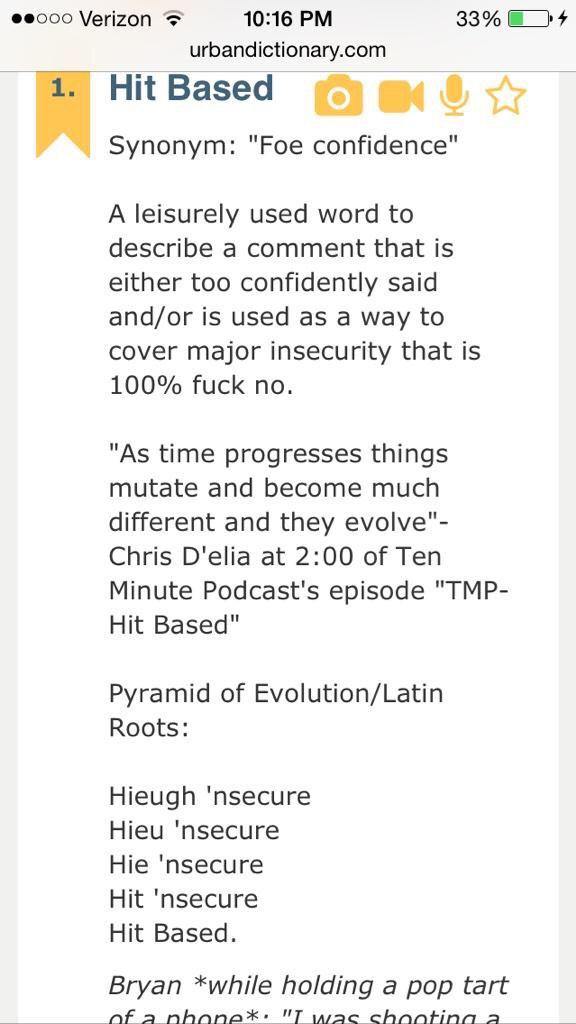 Verizon 10:16 PM 33%
urbandictionary.com
1. Hit Based
Synonym: "Foe confidence"
A leisurely used word to
describe a comment that is
either too confidently said
and/or is used as a way to
cover major insecurity that is
100% fuck no.
"As time progresses things
mutate and become much
different and they evolve"-
Chris D'elia at 2:00 of Ten
Minute Podcast's episode "TMP-
Hit Based"
Pyramid of Evolution/Latin
Roots:
Hieugh 'nsecure
Hieu 'nsecure
Hie 'nsecure
Hit 'nsecure
Hit Based.
Bryan *while holding a pop tart
of a phone*: "I was shooting a